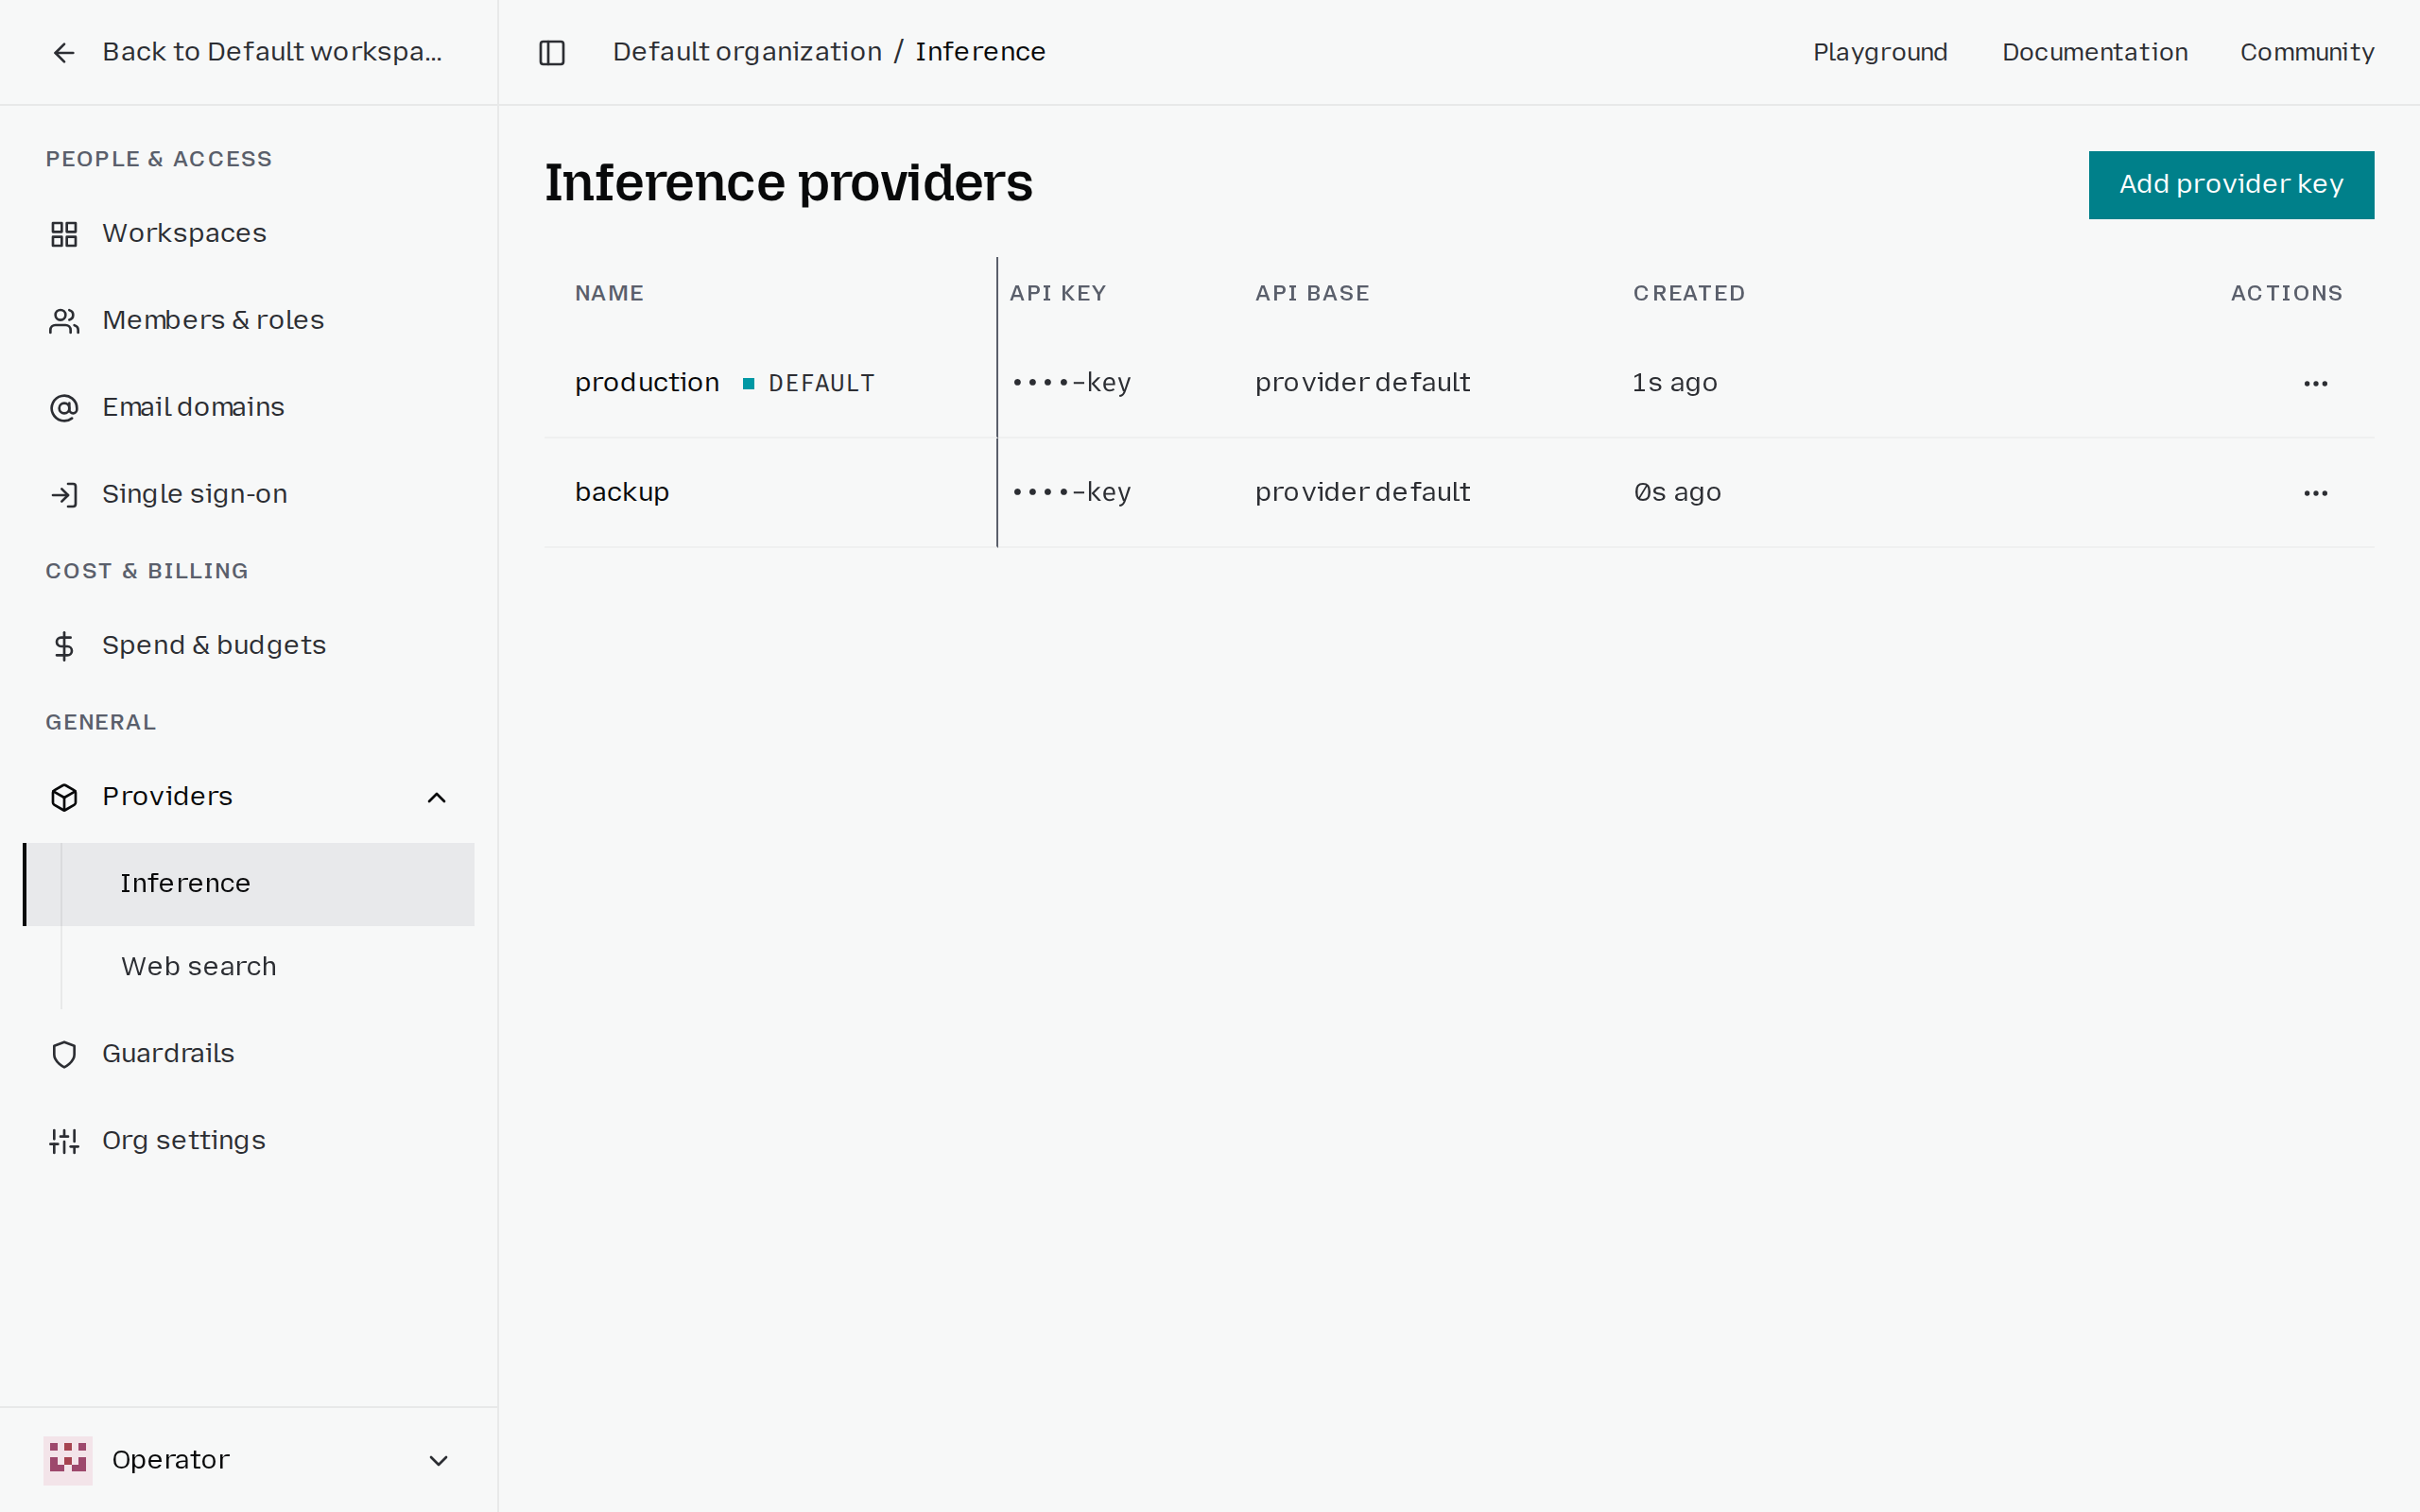 Back to Default workspa...
Default organization / Inference
Playground
Documentation
Community
PEOPLE & ACCESS
Workspaces
Members & roles
Email domains
Single sign-on
COST & BILLING
Spend & budgets
GENERAL
Providers
Inference
Web search
Guardrails
Org settings
Operator
Inference providers
Add provider key
NAME API KEY API BASE CREATED ACTIONS
production DEFAULT ••••-key provider default 1s ago
backup ••••-key provider default 0s ago